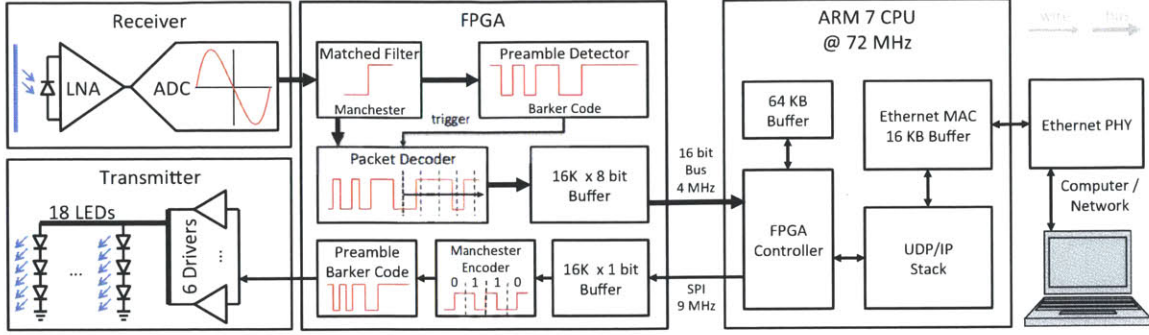 Receiver
LNA
ADC
Transmitter
18 LEDs
...
6 Drivers
...
FPGA
Matched Filter
Manchester
Preamble Detector
Barker Code
trigger
Packet Decoder
16K x 8 bit
Buffer
Preamble
Barker Code
Manchester
Encoder
0 1 1 0
16K x 1 bit
Buffer
16 bit
Bus
4 MHz
SPI
9 MHz
ARM 7 CPU
@ 72 MHz
64 KB
Buffer
Ethernet MAC
16 KB Buffer
FPGA
Controller
UDP/IP
Stack
wire
bus
Ethernet PHY
Computer /
Network